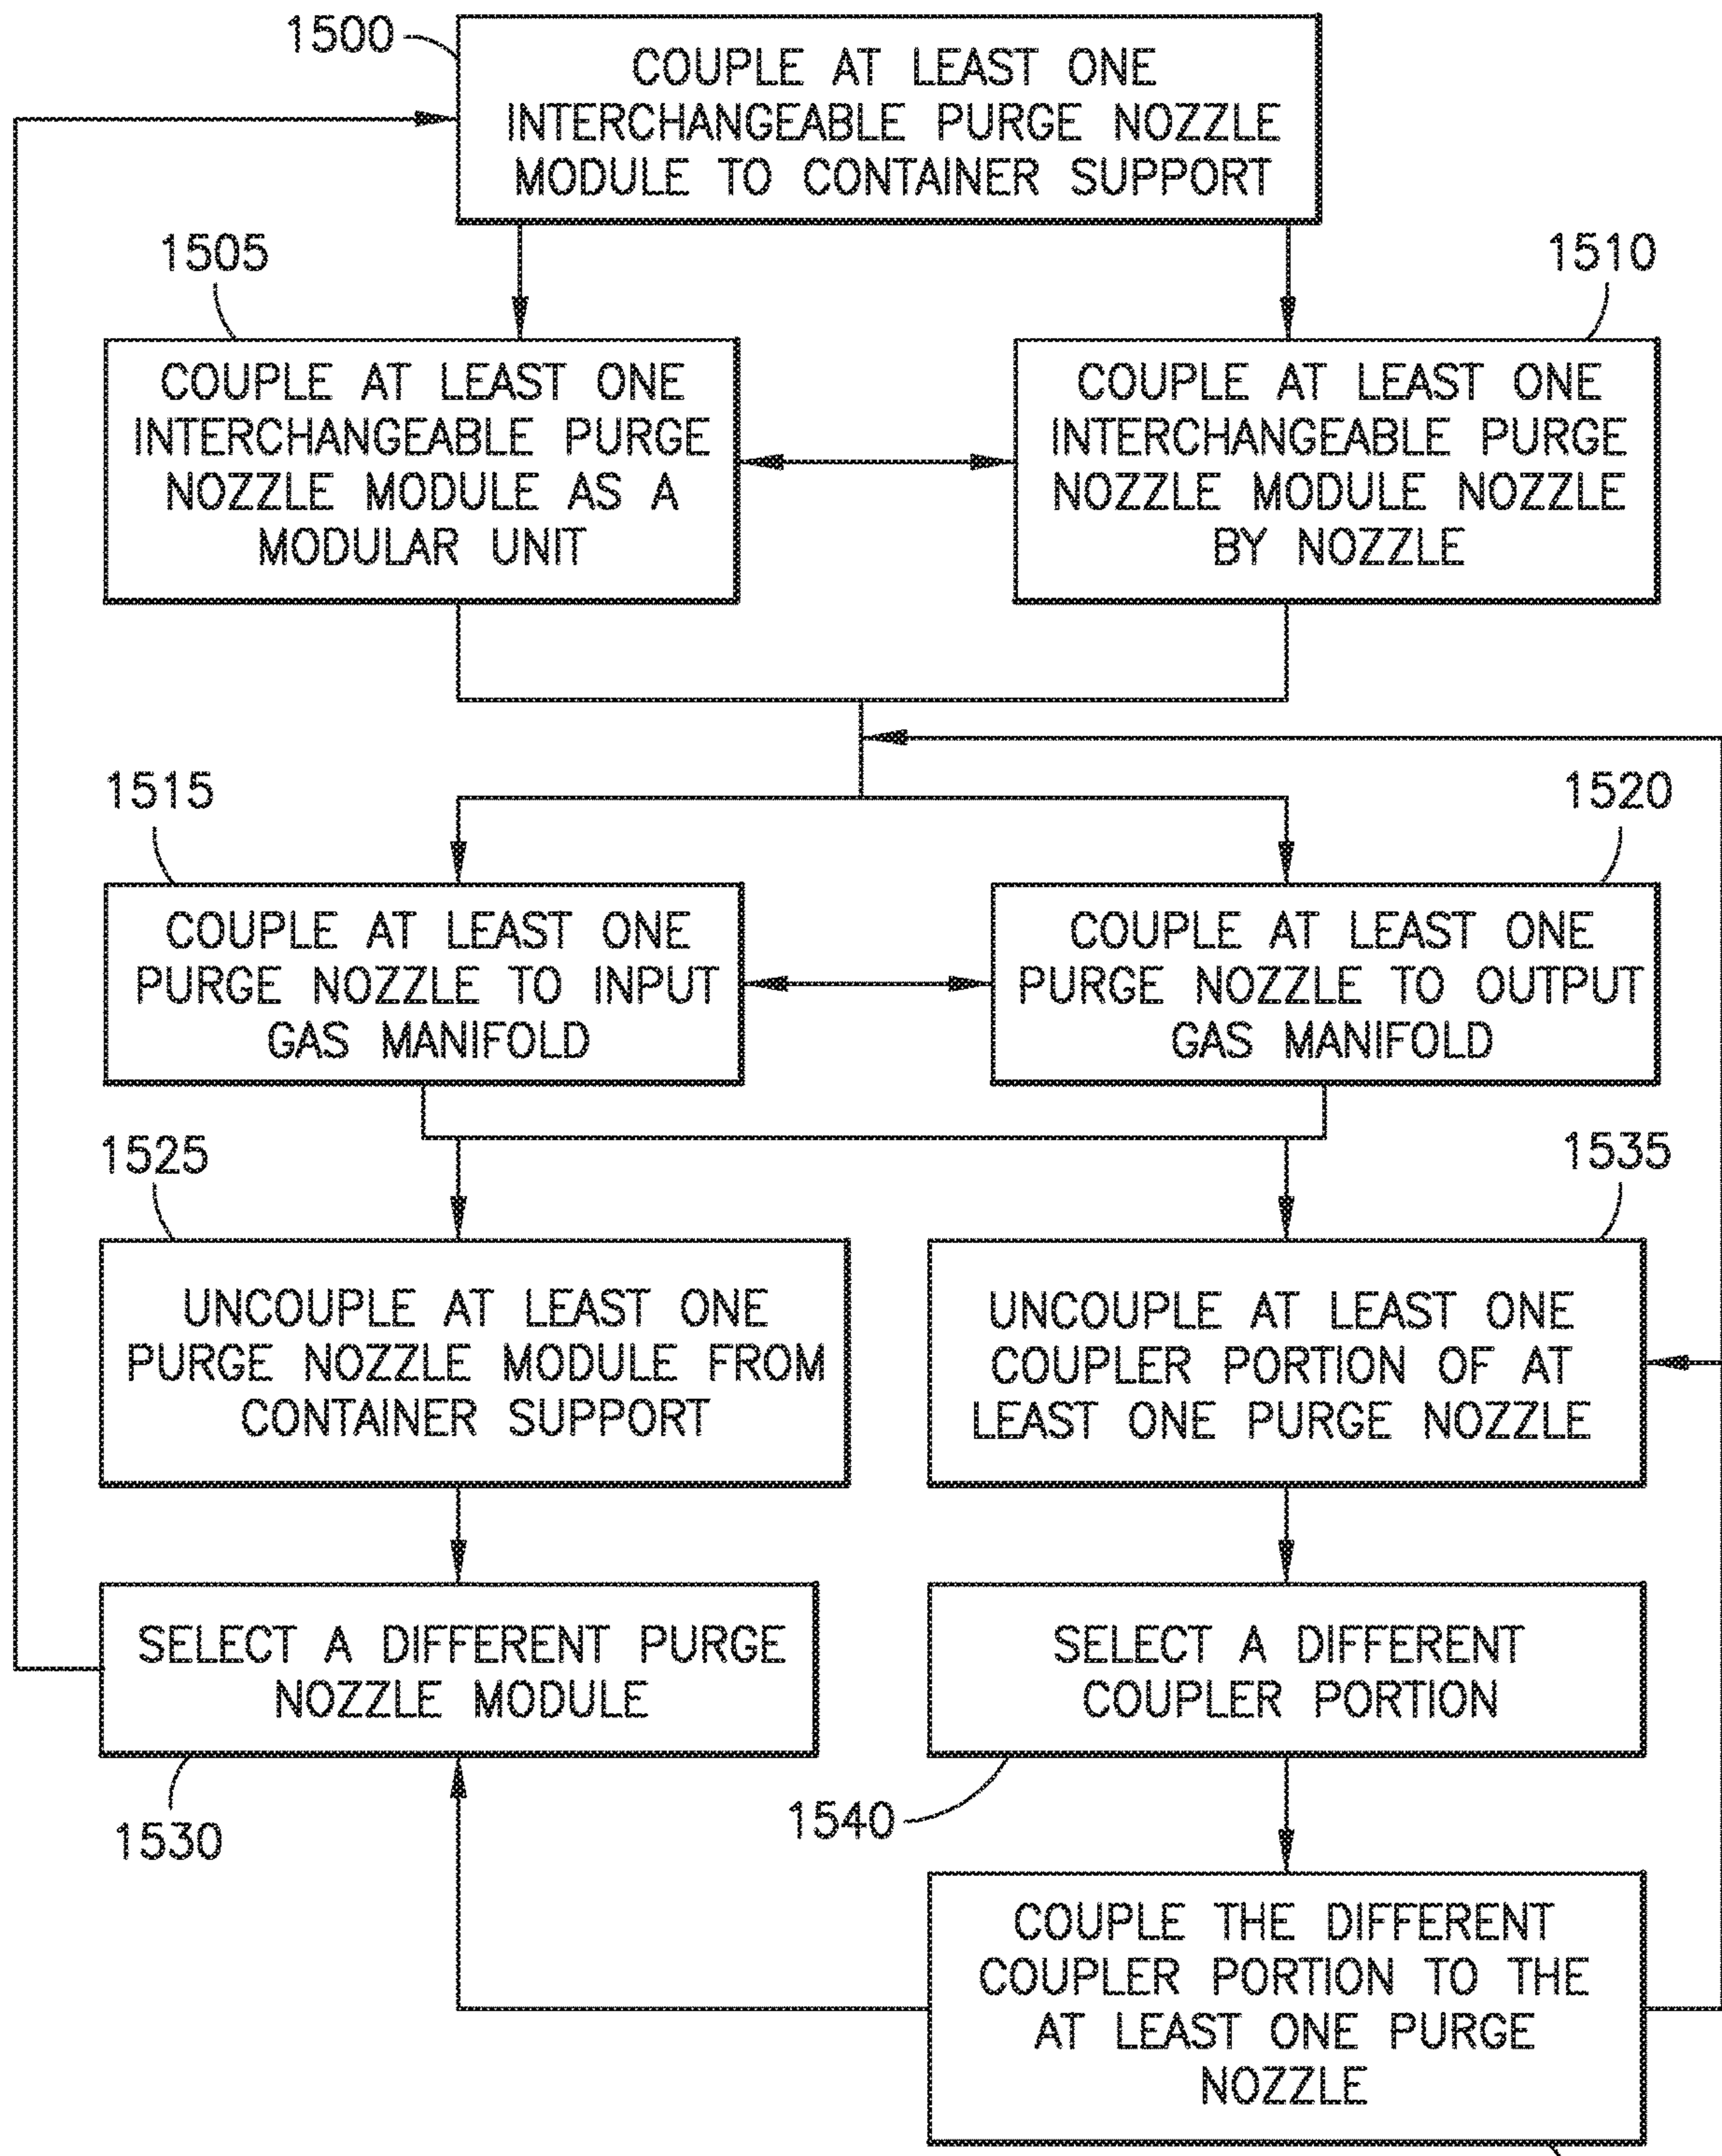 1500
COUPLE AT LEAST ONE
INTERCHANGEABLE PURGE NOZZLE
MODULE TO CONTAINER SUPPORT
1505
COUPLE AT LEAST ONE
INTERCHANGEABLE PURGE
NOZZLE MODULE AS A
MODULAR UNIT
1510
COUPLE AT LEAST ONE
INTERCHANGEABLE PURGE
NOZZLE MODULE NOZZLE
BY NOZZLE
1515
COUPLE AT LEAST ONE
PURGE NOZZLE TO INPUT
GAS MANIFOLD
1520
COUPLE AT LEAST ONE
PURGE NOZZLE TO OUTPUT
GAS MANIFOLD
1525
UNCOUPLE AT LEAST ONE
PURGE NOZZLE MODULE FROM
CONTAINER SUPPORT
1535
UNCOUPLE AT LEAST ONE
COUPLER PORTION OF AT
LEAST ONE PURGE NOZZLE
SELECT A DIFFERENT PURGE
NOZZLE MODULE
1530
SELECT A DIFFERENT
COUPLER PORTION
1540
COUPLE THE DIFFERENT
COUPLER PORTION TO THE
AT LEAST ONE PURGE
NOZZLE